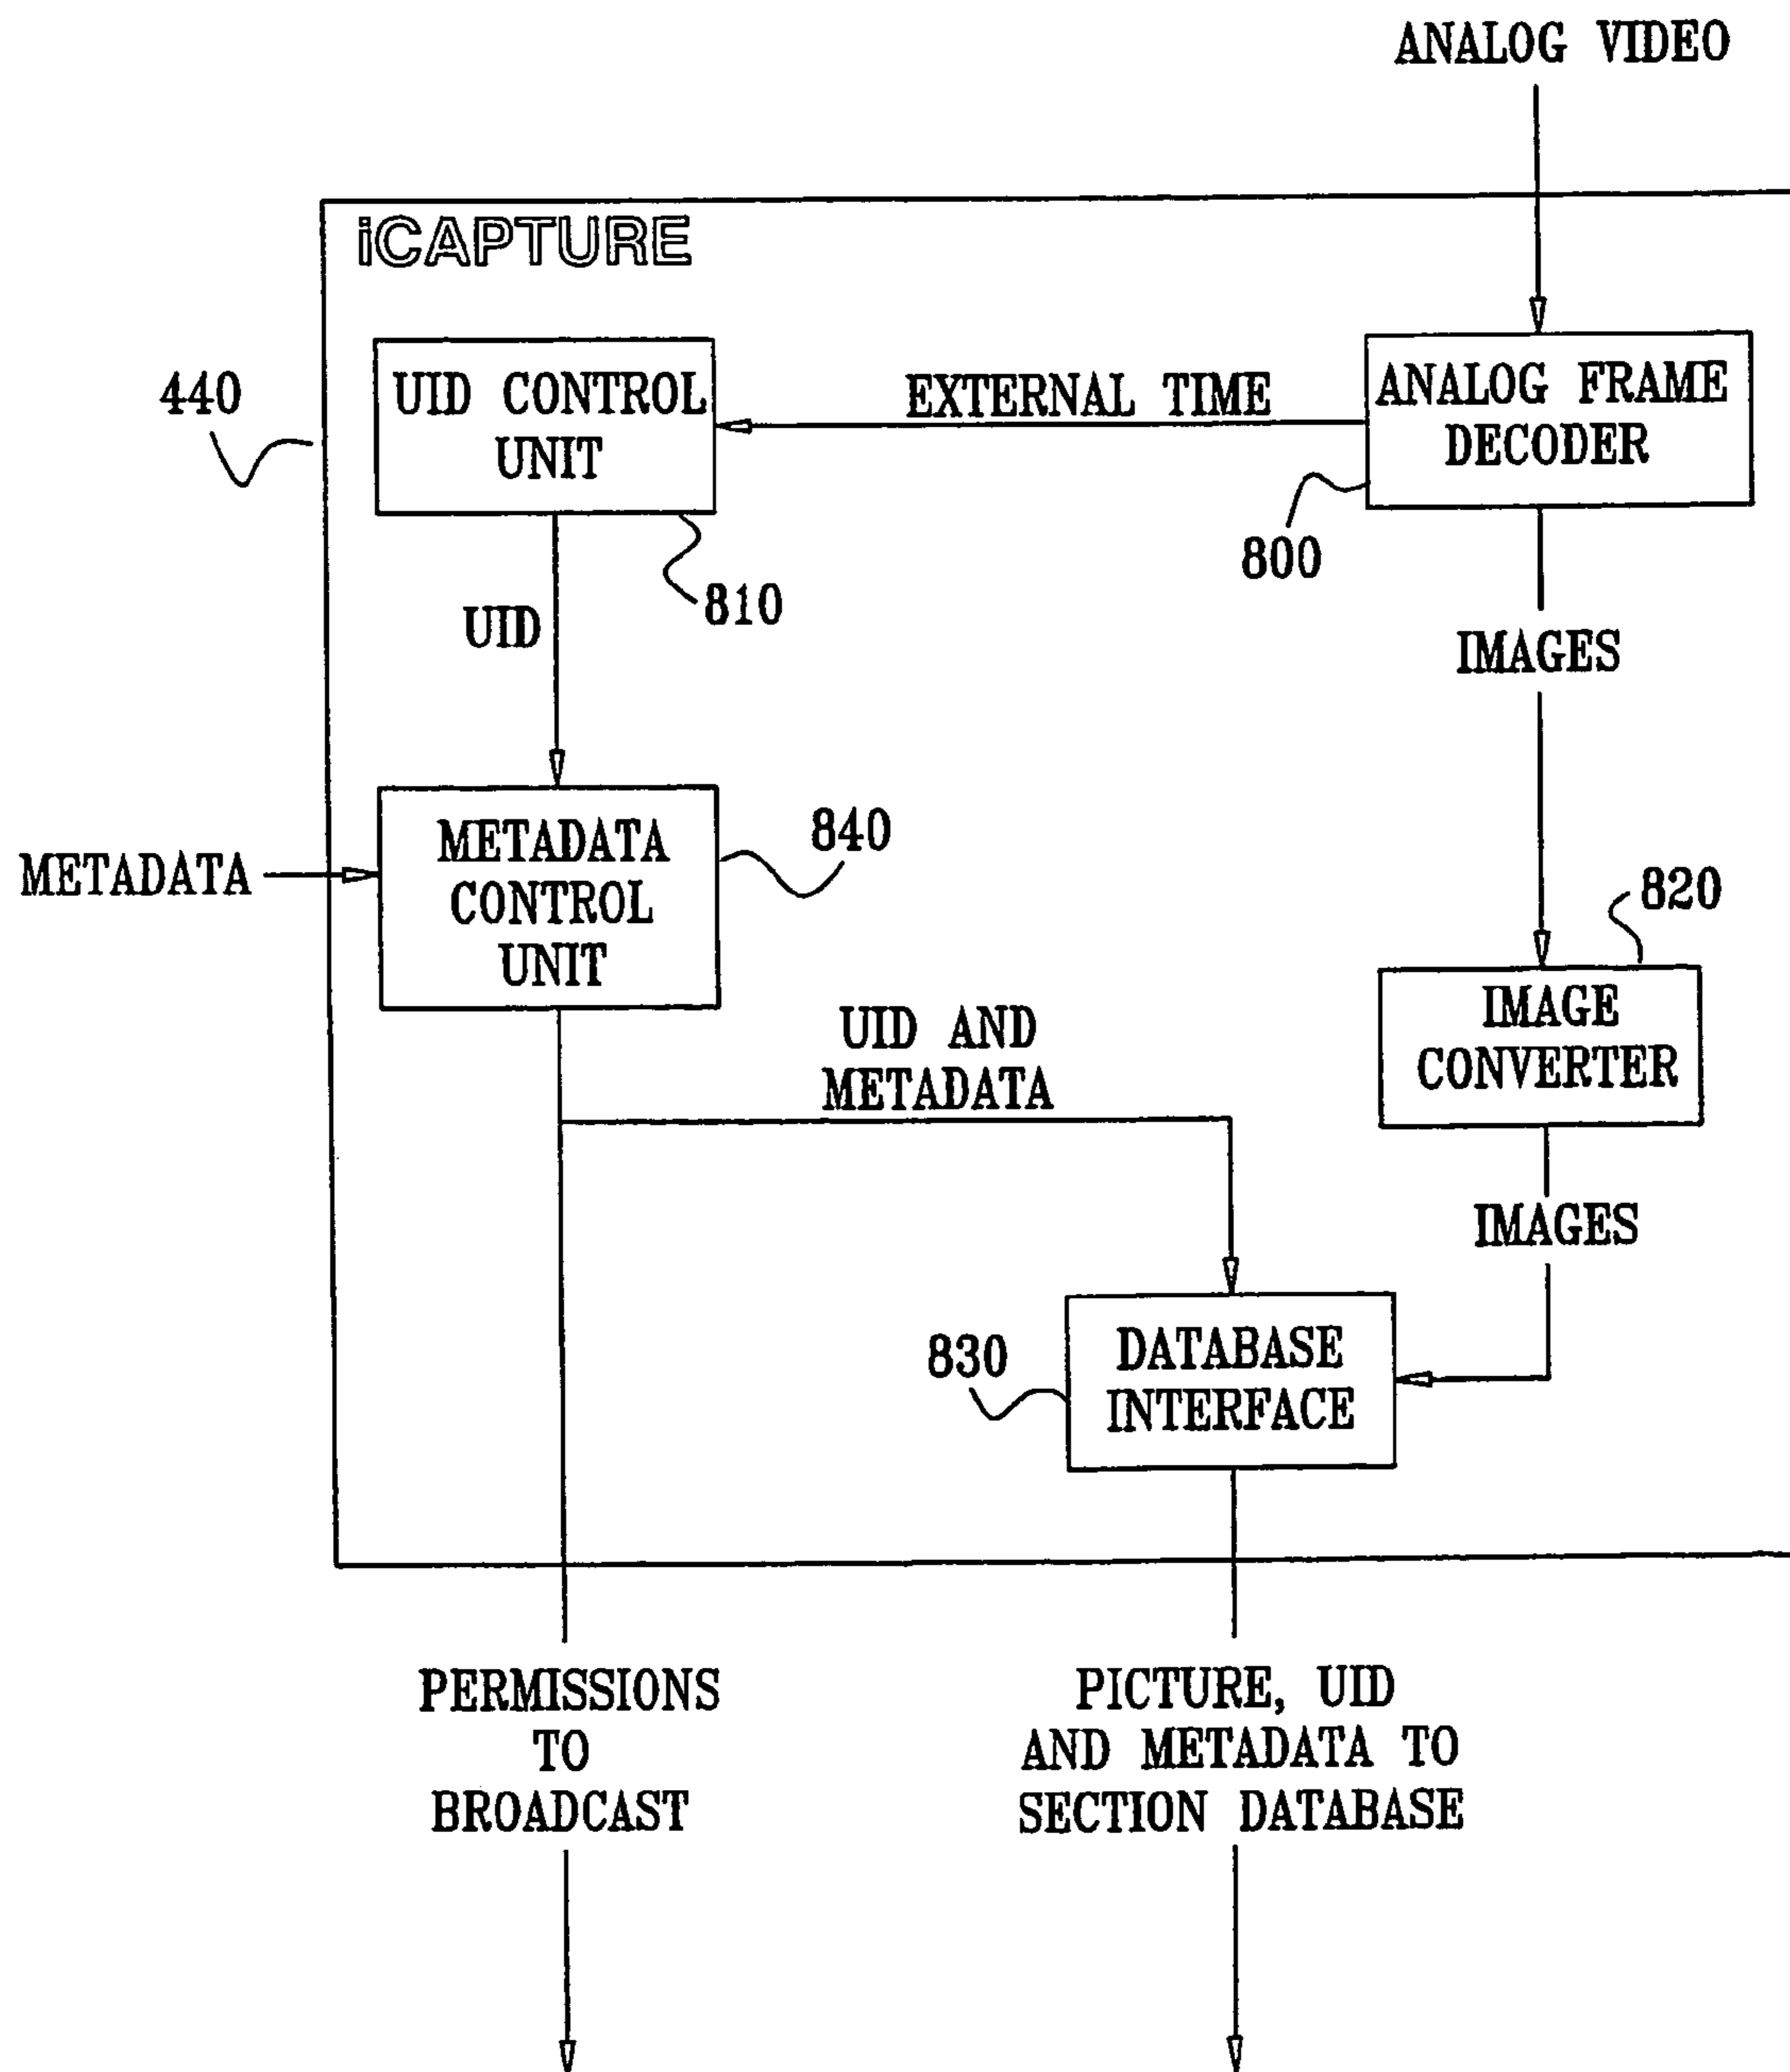 ANALOG VIDEO
iCAPTURE
440
UID CONTROL
UNIT
EXTERNAL TIME
ANALOG FRAME
DECODER
800
810
UID
IMAGES
METADATA
METADATA
CONTROL
UNIT
840
820
IMAGE
CONVERTER
UID AND
METADATA
IMAGES
830
DATABASE
INTERFACE
PERMISSIONS
TO
BROADCAST
PICTURE, UID
AND METADATA TO
SECTION DATABASE